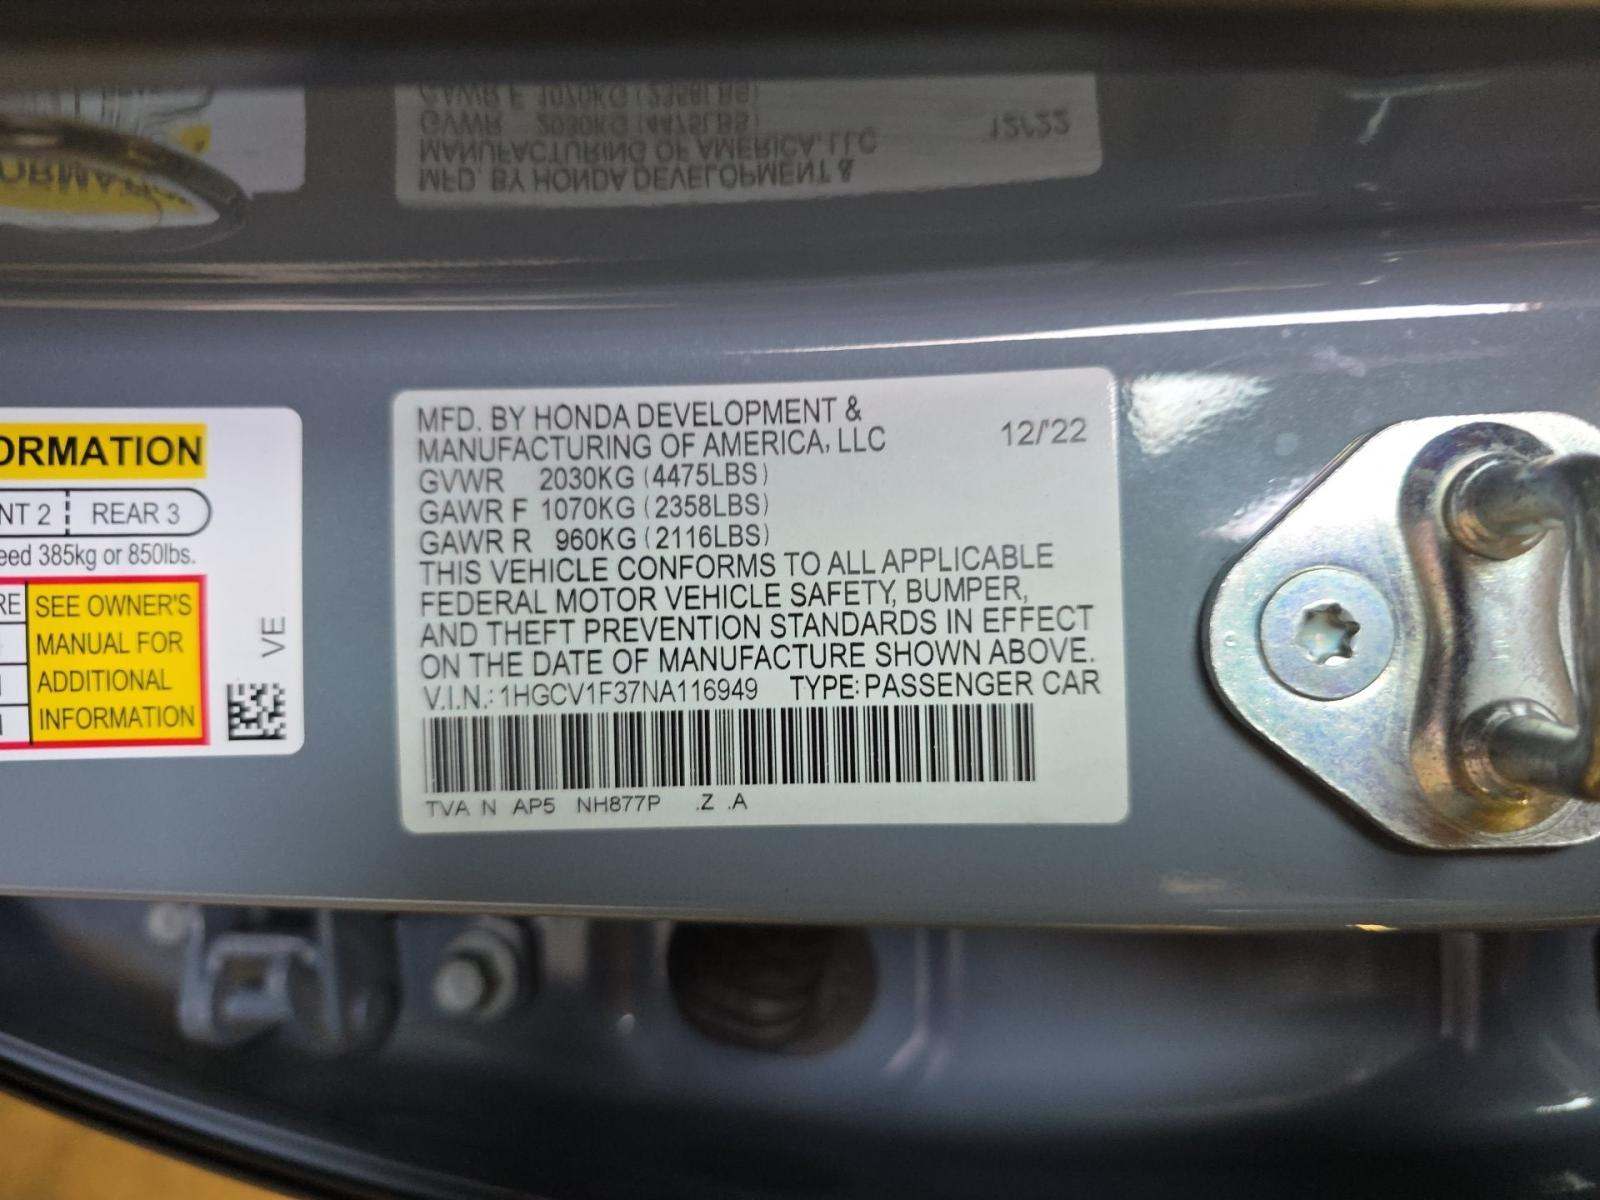 ORMATION
NT 2 REAR 3
eed 385kg or 850lbs.
RE SEE OWNER'S
MANUAL FOR
ADDITIONAL
INFORMATION
VE
MFD. BY HONDA DEVELOPMENT &
MANUFACTURING OF AMERICA, LLC 12/'22
GVWR 2030KG (4475LBS)
GAWR F 1070KG (2358LBS)
GAWR R 960KG (2116LBS)
THIS VEHICLE CONFORMS TO ALL APPLICABLE
FEDERAL MOTOR VEHICLE SAFETY, BUMPER,
AND THEFT PREVENTION STANDARDS IN EFFECT
ON THE DATE OF MANUFACTURE SHOWN ABOVE.
V.I.N.: 1HGCV1F37NA116949 TYPE: PASSENGER CAR
TVA N AP5 NH877P .Z .A